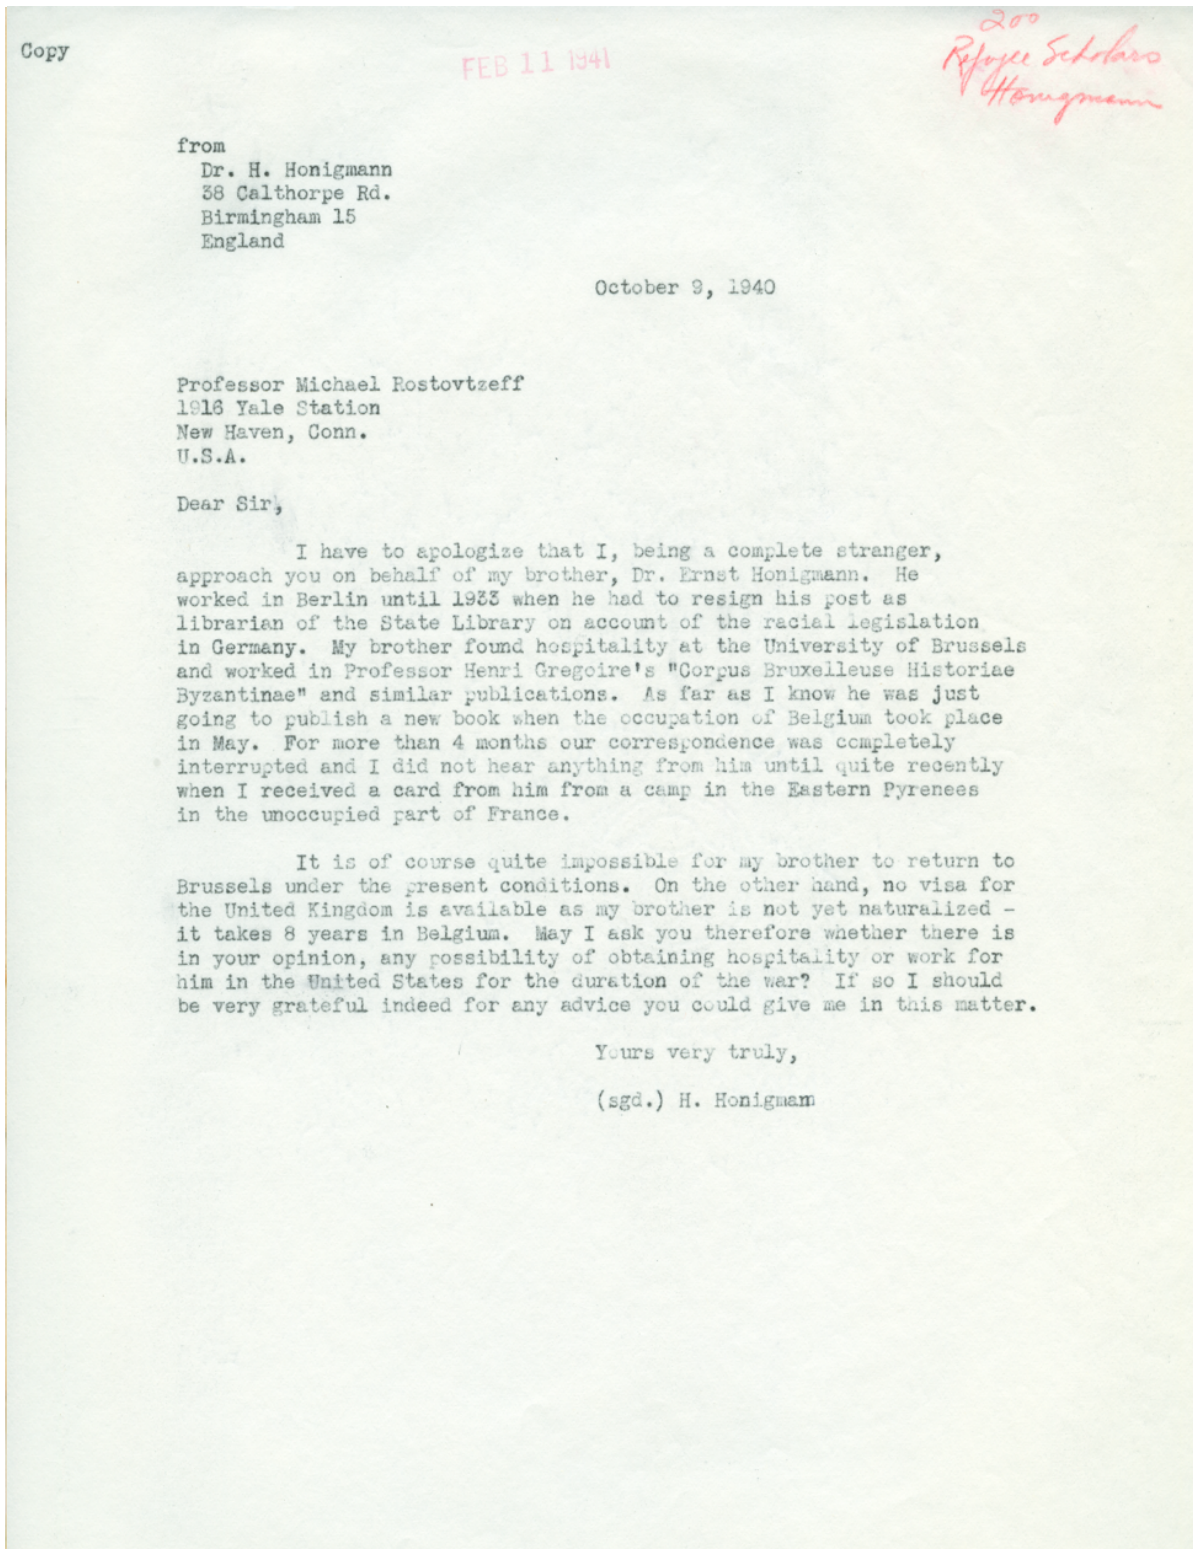 Copy
FEB 11 1941
200
Refugee Scholars
Honigmann
from
Dr. H. Honigmann
38 Calthorpe Rd.
Birmingham 15
England
October 9, 1940
Professor Michael Rostovtzeff
1916 Yale Station
New Haven, Conn.
U.S.A.
Dear Sir,
I have to apologize that I, being a complete stranger,
approach you on behalf of my brother, Dr. Ernst Honigmann. He
worked in Berlin until 1933 when he had to resign his post as
librarian of the State Library on account of the racial legislation
in Germany. My brother found hospitality at the University of Brussels
and worked in Professor Henri Gregoire's "Corpus Bruxelleuse Historiae
Byzantinae" and similar publications. As far as I know he was just
going to publish a new book when the occupation of Belgium took place
in May. For more than 4 months our correspondence was completely
interrupted and I did not hear anything from him until quite recently
when I received a card from him from a camp in the Eastern Pyrenees
in the unoccupied part of France.
It is of course quite impossible for my brother to return to
Brussels under the present conditions. On the other hand, no visa for
the United Kingdom is available as my brother is not yet naturalized -
it takes 8 years in Belgium. May I ask you therefore whether there is
in your opinion, any possibility of obtaining hospitality or work for
him in the United States for the duration of the war? If so I should
be very grateful indeed for any advice you could give me in this matter.
Yours very truly,
(sgd.) H. Honigmann